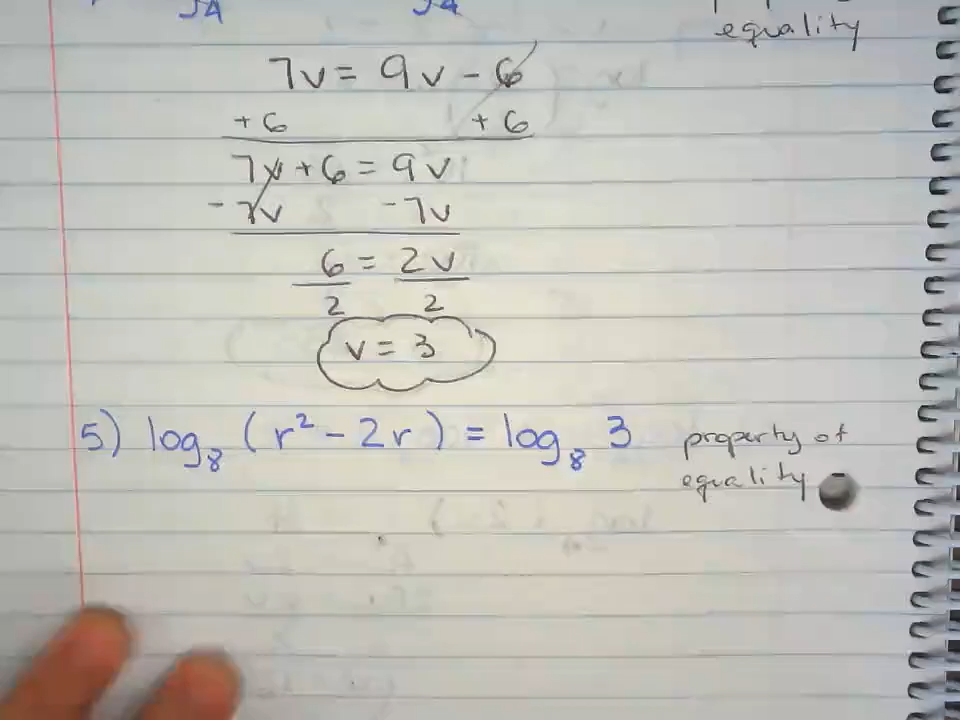 equality
7v = 9v - 6
+ 6 + 6
7v + 6 = 9v
- 7v - 7v
6 = 2v
2 2
v = 3
5) log₈ (r² - 2r) = log₈ 3 property of
equality